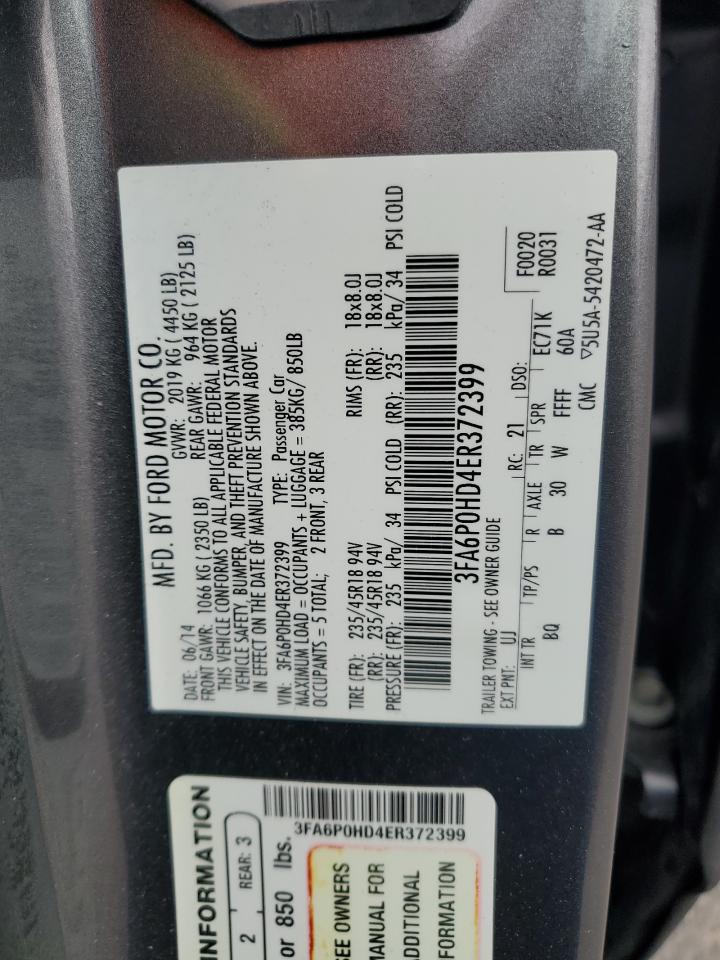 MFD. BY FORD MOTOR CO.
DATE: 06/14 GVWR: 2019 KG ( 4450 LB)
FRONT GAWR: 1066 KG ( 2350 LB) REAR GAWR: 964 KG ( 2125 LB)
THIS VEHICLE CONFORMS TO ALL APPLICABLE FEDERAL MOTOR
VEHICLE SAFETY, BUMPER, AND THEFT PREVENTION STANDARDS
IN EFFECT ON THE DATE OF MANUFACTURE SHOWN ABOVE.
VIN: 3FA6P0HD4ER372399 TYPE: Passenger Car
MAXIMUM LOAD = OCCUPANTS + LUGGAGE = 385KG/ 850LB
OCCUPANTS = 5 TOTAL; 2 FRONT, 3 REAR
TIRE (FR): 235/45R18 94V RIMS (FR): 18x8.0J
(RR): 235/45R18 94V (RR): 18x8.0J
PRESSURE (FR): 235 kPa/ 34 PSI COLD (RR): 235 kPa/ 34 PSI COLD
3FA6P0HD4ER372399
TRAILER TOWING - SEE OWNER GUIDE
EXT PNT: UJ RC: 21 DSO: F0020
R0031
INT TR TP/PS R AXLE TR SPR EC71K
BQ B 30 W FFFF 60A
CMC ▽5U5A-5420472-AA
INFORMATION
2 REAR: 3
or 850 lbs.
3FA6P0HD4ER372399
SEE OWNERS
MANUAL FOR
ADDITIONAL
INFORMATION